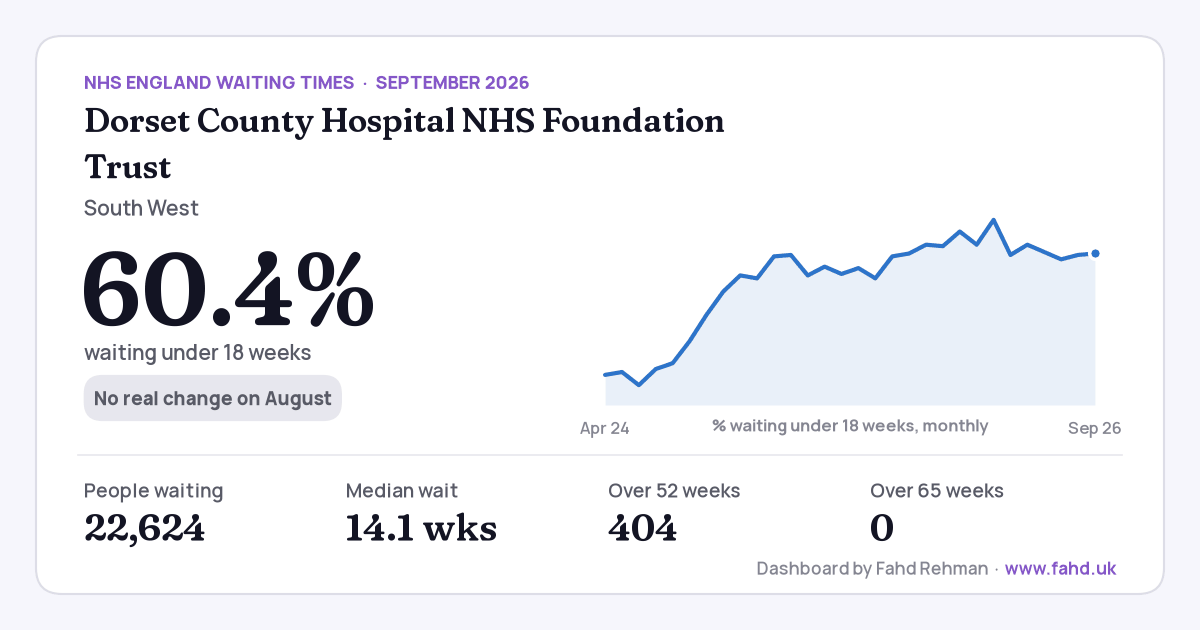 NHS ENGLAND WAITING TIMES · SEPTEMBER 2026
Dorset County Hospital NHS Foundation
Trust
South West
60.4%
waiting under 18 weeks
No real change on August
Apr 24
% waiting under 18 weeks, monthly
Sep 26
People waiting
22,624
Median wait
14.1 wks
Over 52 weeks
404
Over 65 weeks
0
Dashboard by Fahd Rehman · www.fahd.uk